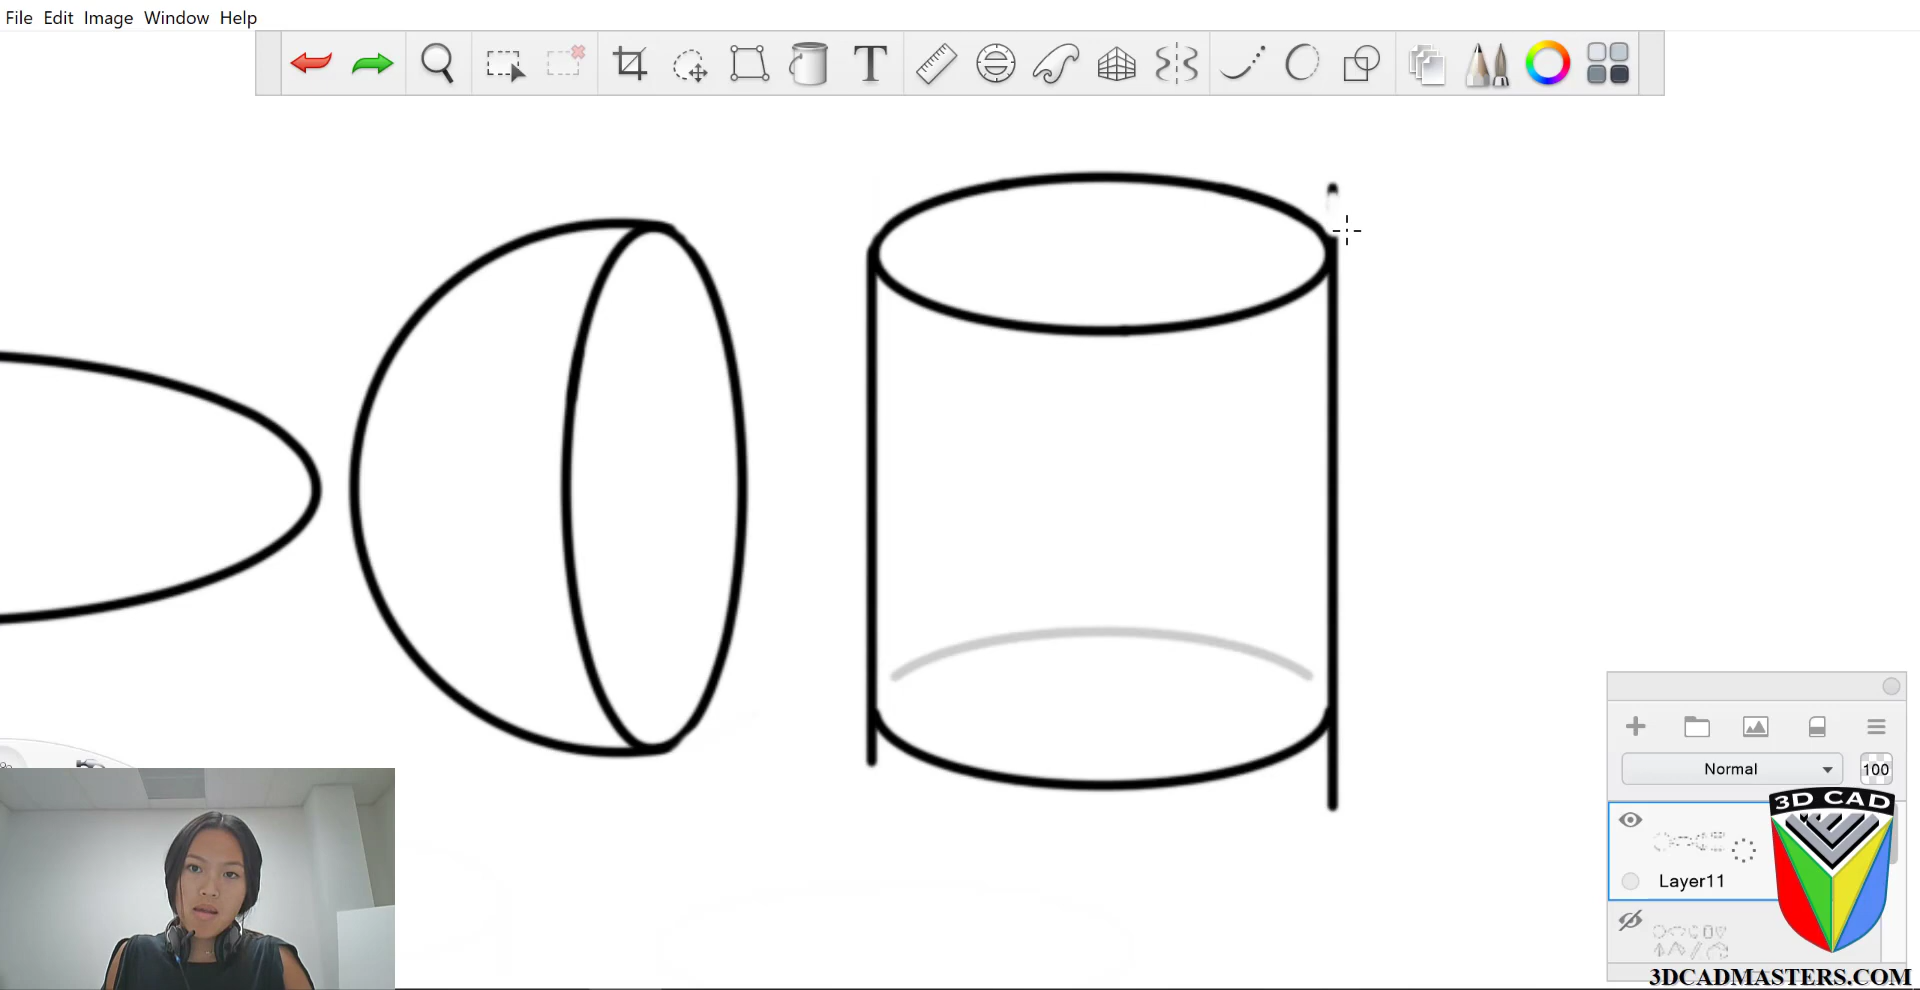 File Edit Image Window Help
T
Normal
100
3D CAD
Layer11
3DCADMASTERS.COM